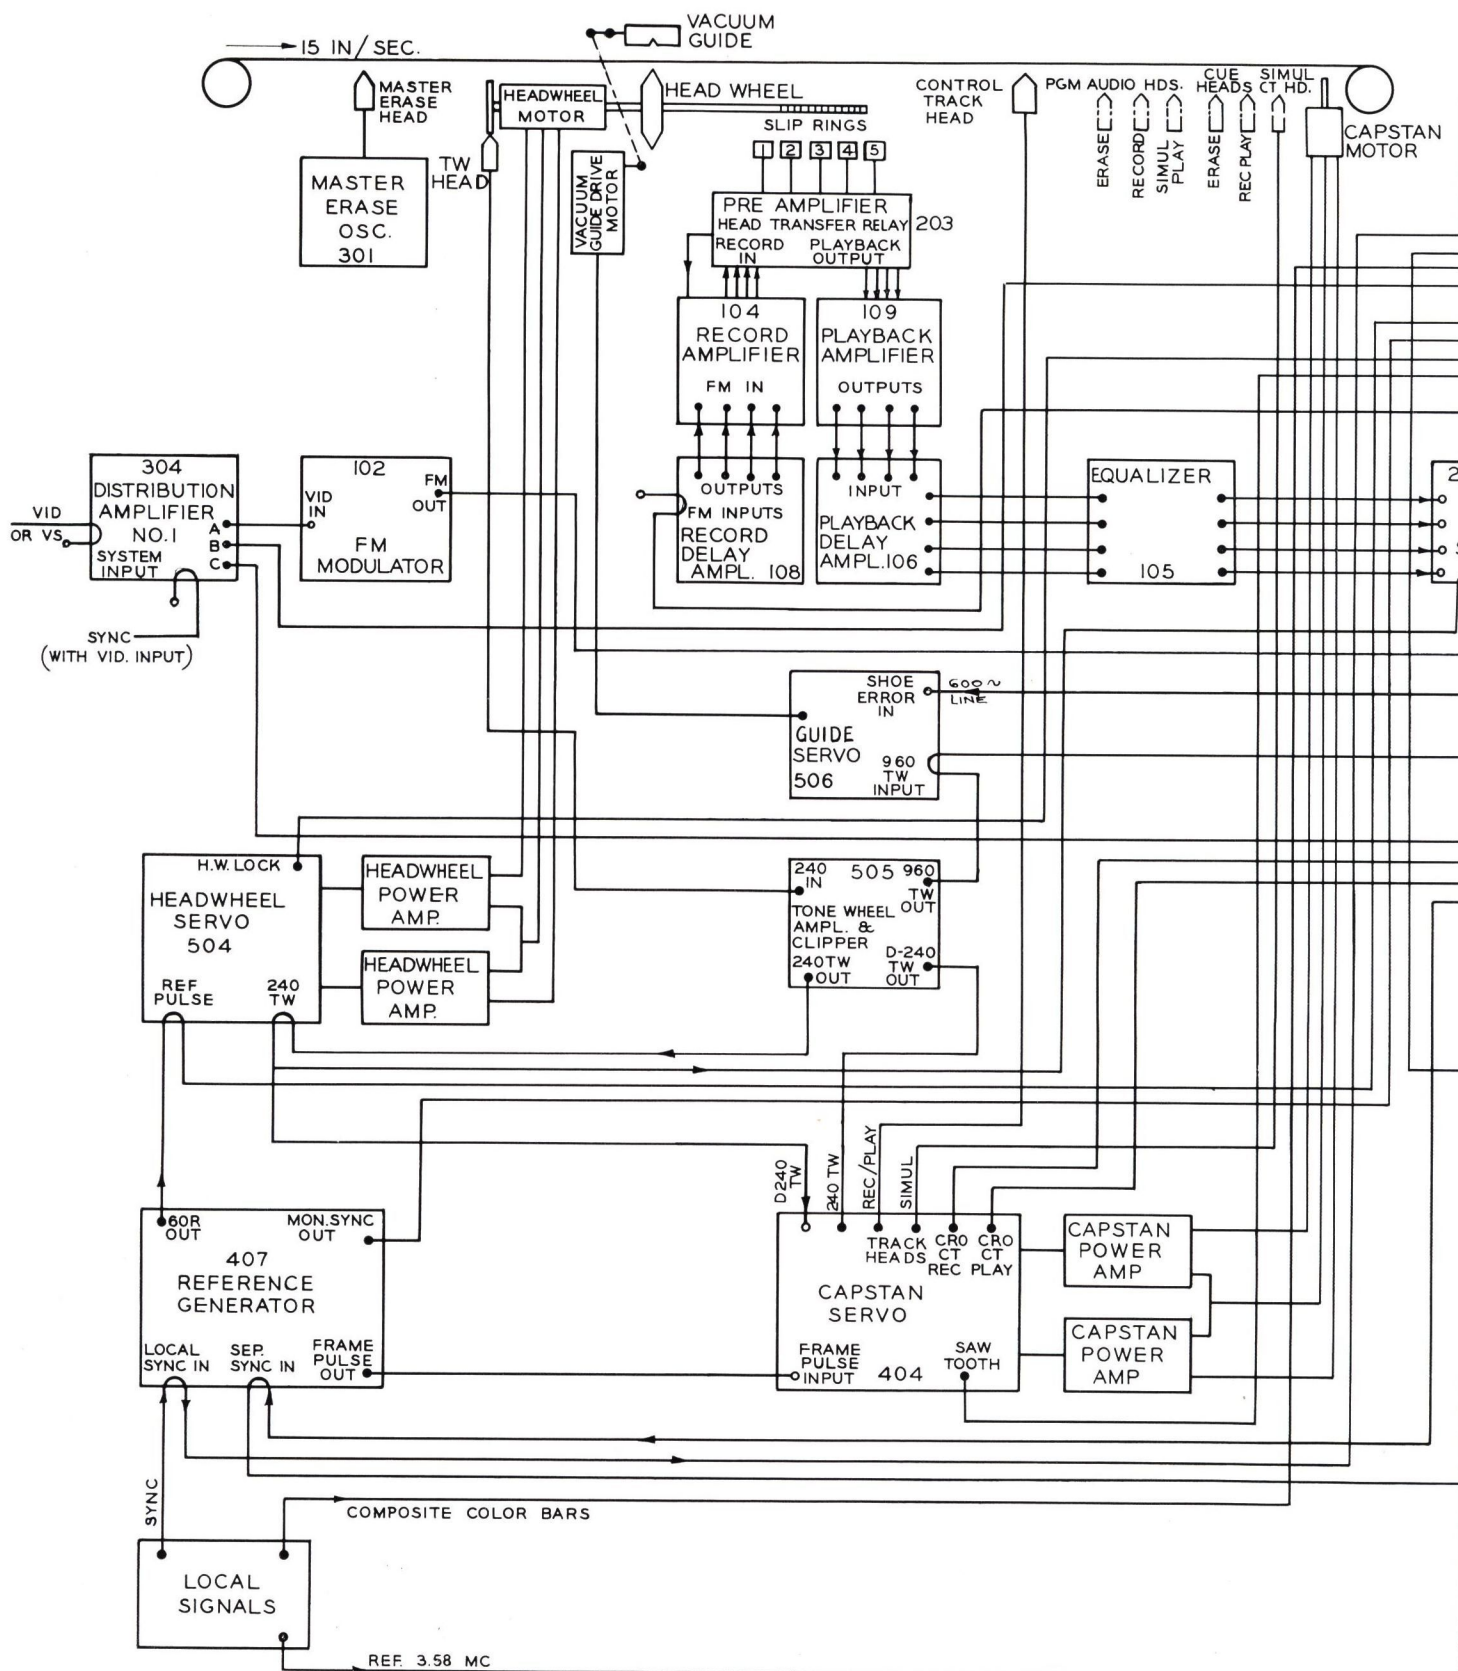 VACUUM
GUIDE
15 IN/SEC.
MASTER
ERASE
HEAD
HEADWHEEL
MOTOR
HEAD WHEEL
SLIP RINGS
CONTROL
TRACK
HEAD
PGM AUDIO HDS.
CUE
HEADS
SIMUL
CT HD.
CAPSTAN
MOTOR
ERASE
RECORD
SIMUL
PLAY
ERASE
REC PLAY
TW
HEAD
MASTER
ERASE
OSC.
301
VACUUM
GUIDE DRIVE
MOTOR
1 2 3 4 5
PRE AMPLIFIER
HEAD TRANSFER RELAY 203
RECORD
IN
PLAYBACK
OUTPUT
104
RECORD
AMPLIFIER
FM IN
109
PLAYBACK
AMPLIFIER
OUTPUTS
304
DISTRIBUTION
AMPLIFIER
NO.1
A
B
C
SYSTEM
INPUT
VID
OR VS
SYNC
(WITH VID. INPUT)
102
VID
IN
FM
OUT
FM
MODULATOR
OUTPUTS
FM INPUTS
RECORD
DELAY
AMPL. 108
INPUT
PLAYBACK
DELAY
AMPL.106
EQUALIZER
105
2
S
SHOE
ERROR
IN
600~
LINE
GUIDE
SERVO
506
960
TW
INPUT
H.W. LOCK
HEADWHEEL
SERVO
504
REF
PULSE
240
TW
HEADWHEEL
POWER
AMP.
HEADWHEEL
POWER
AMP.
240
IN
505
960
TW
OUT
TONE WHEEL
AMPL. &
CLIPPER
240TW
OUT
D-240
TW
OUT
D240
TW
240 TW
REC/PLAY
SIMUL
TRACK
HEADS
CRO
CT
REC
CRO
CT
PLAY
CAPSTAN
SERVO
FRAME
PULSE
INPUT
404
SAW
TOOTH
CAPSTAN
POWER
AMP
CAPSTAN
POWER
AMP
60R
OUT
MON.SYNC
OUT
407
REFERENCE
GENERATOR
LOCAL
SYNC IN
SEP.
SYNC IN
FRAME
PULSE
OUT
SYNC
COMPOSITE COLOR BARS
LOCAL
SIGNALS
REF. 3.58 MC